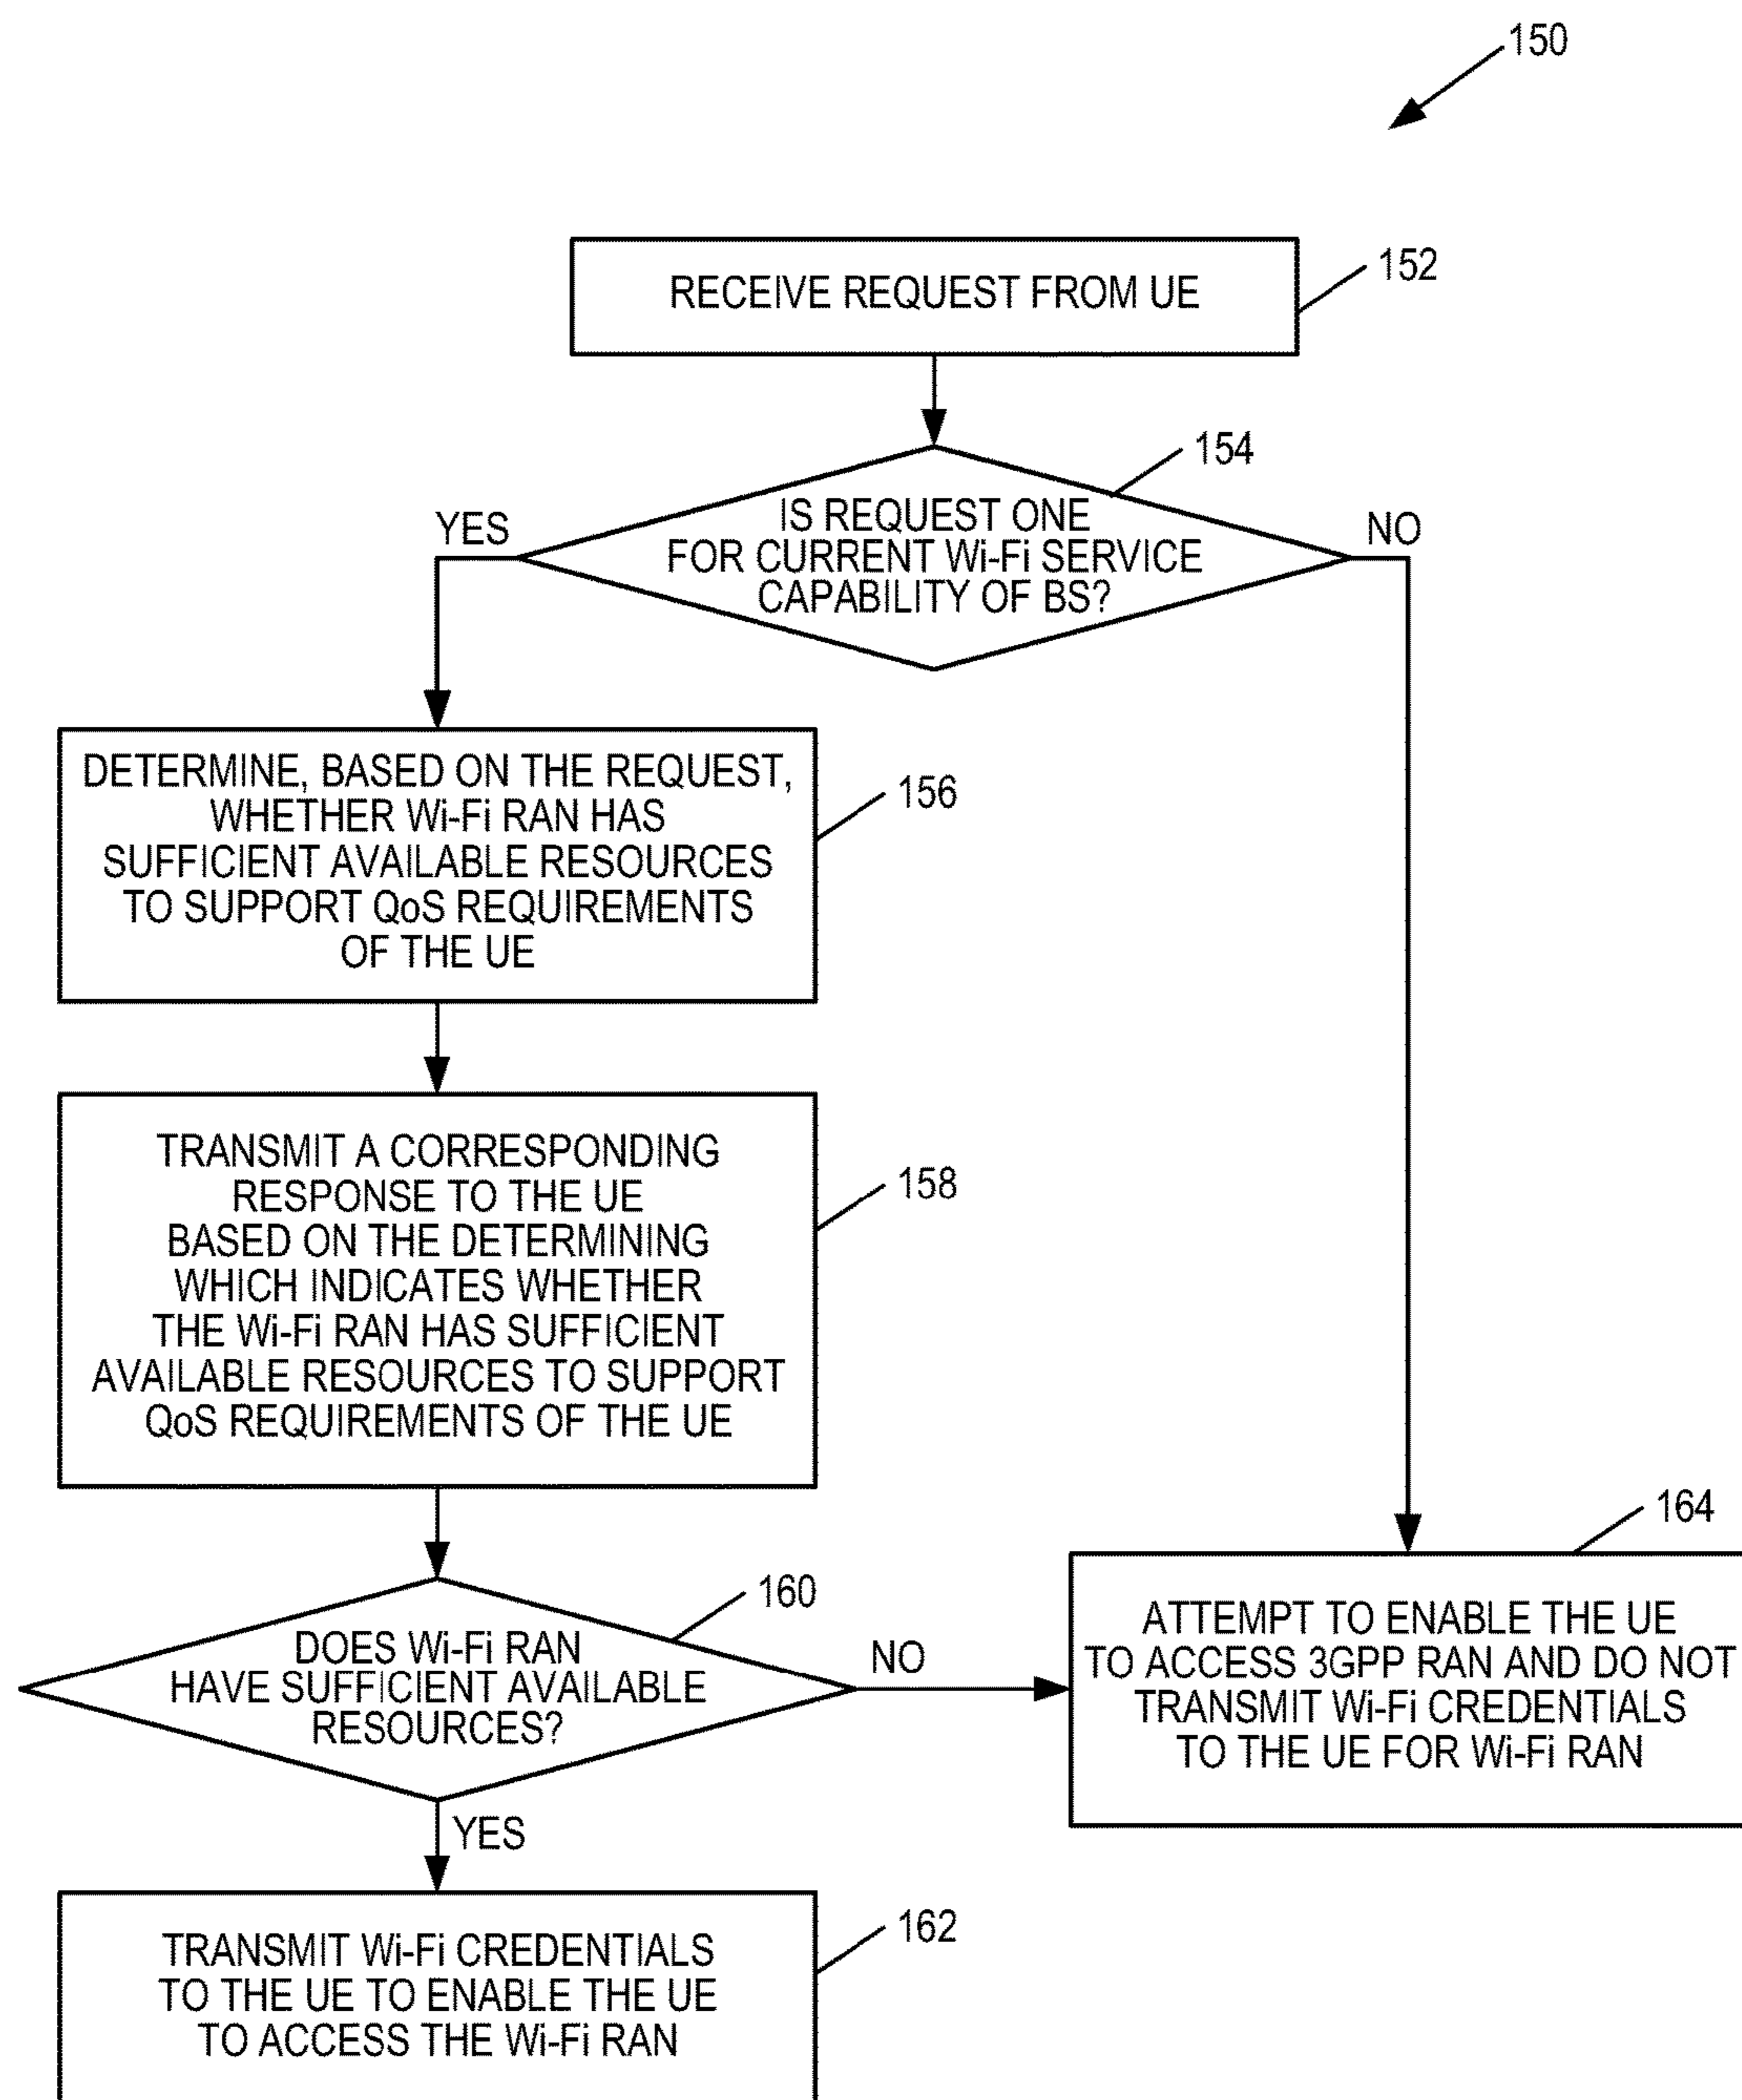 150
RECEIVE REQUEST FROM UE
152
154
IS REQUEST ONE
FOR CURRENT Wi-Fi SERVICE
CAPABILITY OF BS?
YES
NO
DETERMINE, BASED ON THE REQUEST,
WHETHER Wi-Fi RAN HAS
SUFFICIENT AVAILABLE RESOURCES
TO SUPPORT QoS REQUIREMENTS
OF THE UE
156
TRANSMIT A CORRESPONDING
RESPONSE TO THE UE
BASED ON THE DETERMINING
WHICH INDICATES WHETHER
THE Wi-Fi RAN HAS SUFFICIENT
AVAILABLE RESOURCES TO SUPPORT
QoS REQUIREMENTS OF THE UE
158
160
DOES Wi-Fi RAN
HAVE SUFFICIENT AVAILABLE
RESOURCES?
NO
164
ATTEMPT TO ENABLE THE UE
TO ACCESS 3GPP RAN AND DO NOT
TRANSMIT Wi-Fi CREDENTIALS
TO THE UE FOR Wi-Fi RAN
YES
TRANSMIT Wi-Fi CREDENTIALS
TO THE UE TO ENABLE THE UE
TO ACCESS THE Wi-Fi RAN
162